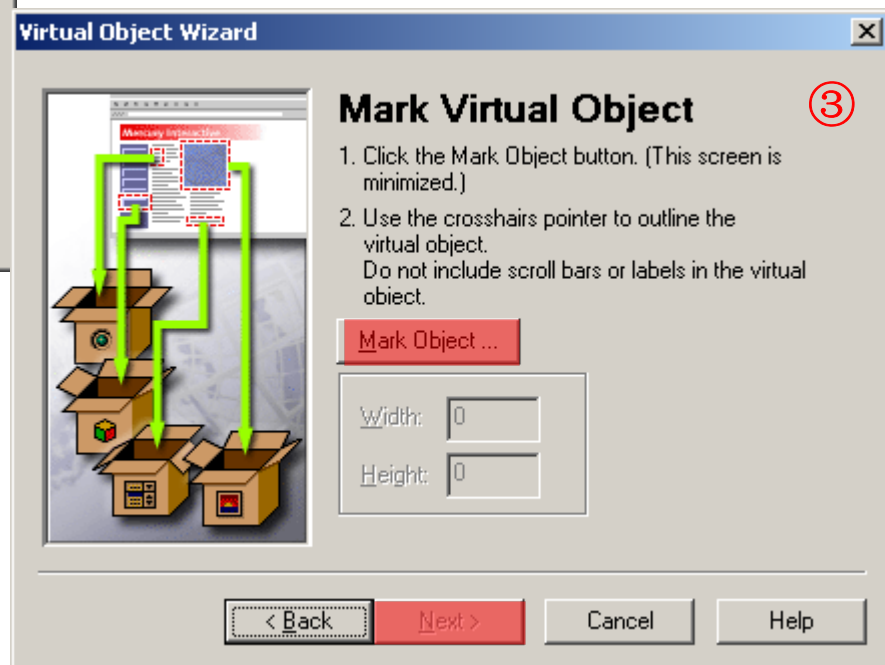 Virtual Object Wizard
Mercury Interactive
Mark Virtual Object
③
1. Click the Mark Object button. (This screen is
minimized.)
2. Use the crosshairs pointer to outline the
virtual object.
Do not include scroll bars or labels in the virtual
object.
Mark Object ...
Width: 0
Height: 0
< Back Next > Cancel Help